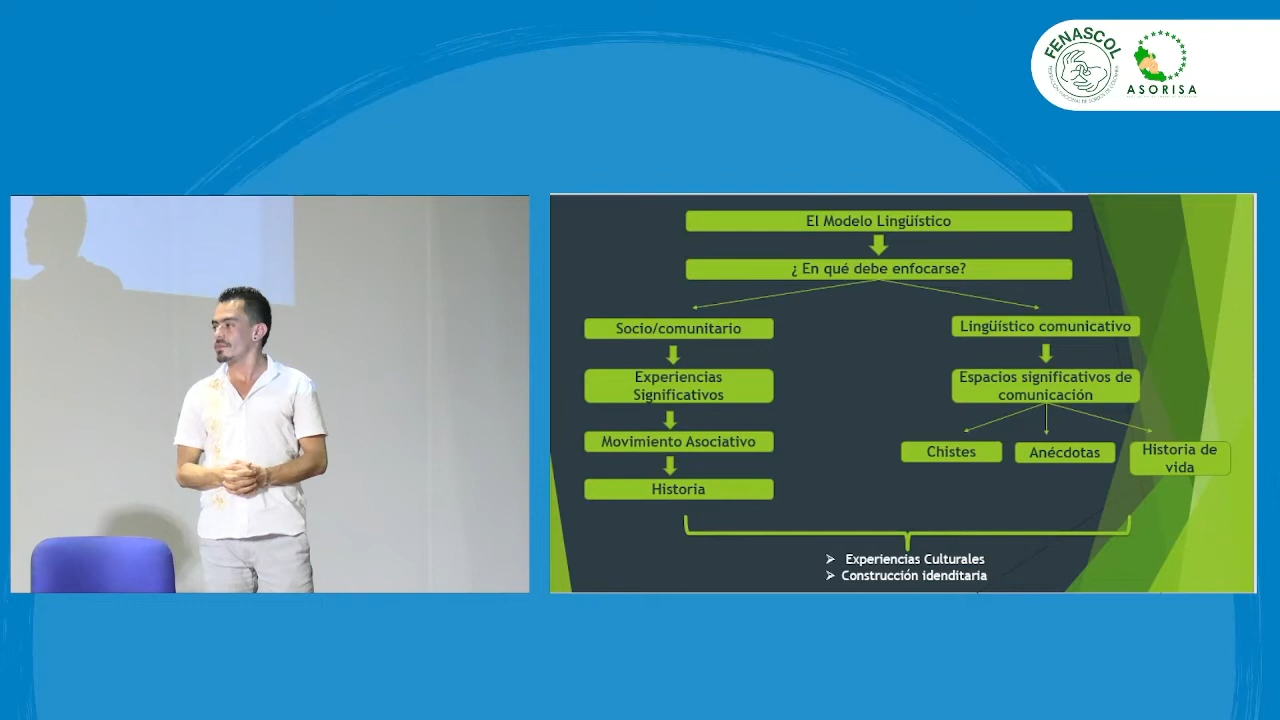 FENASCOL
ASORISA
El Modelo Lingüístico
¿ En qué debe enfocarse?
Socio/comunitario
Lingüístico comunicativo
Experiencias
Significativos
Espacios significativos de
comunicación
Movimiento Asociativo
Chistes
Anécdotas
Historia de
vida
Historia
➢ Experiencias Culturales
➢ Construcción idenditaria